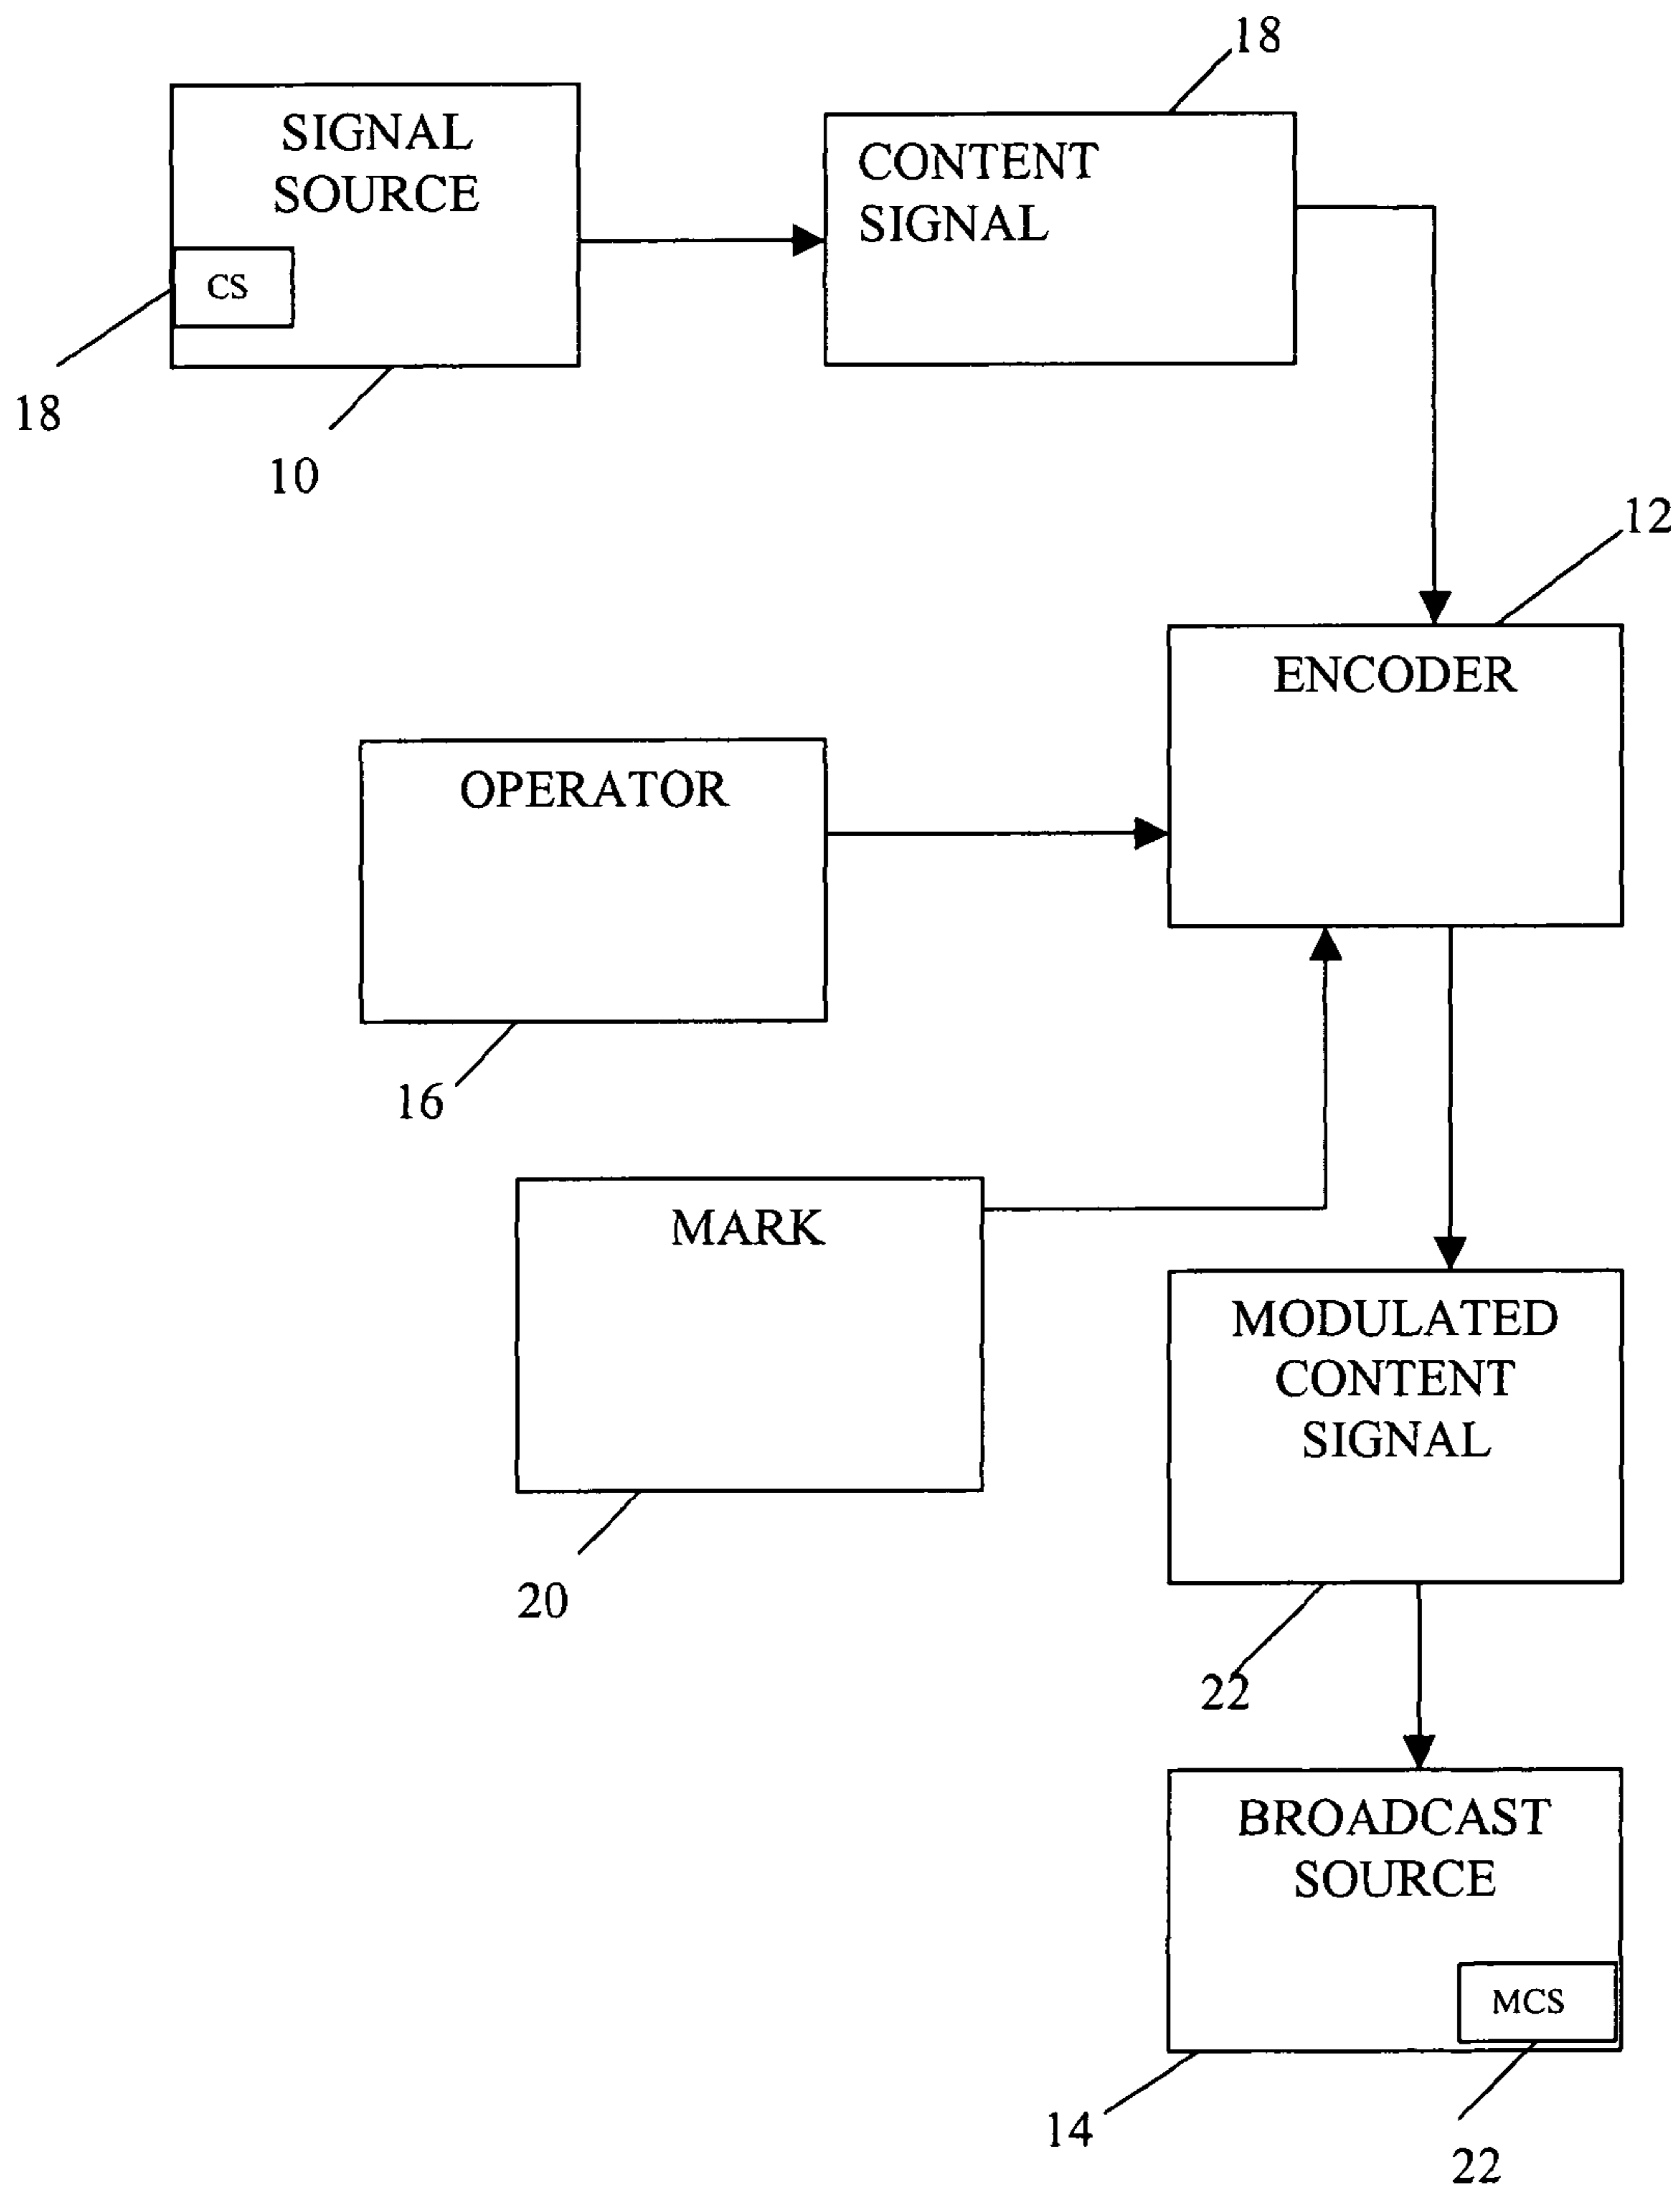 18
SIGNAL
SOURCE
CONTENT
SIGNAL
CS
18
10
12
ENCODER
OPERATOR
16
MARK
MODULATED
CONTENT
SIGNAL
20
22
BROADCAST
SOURCE
MCS
14
22